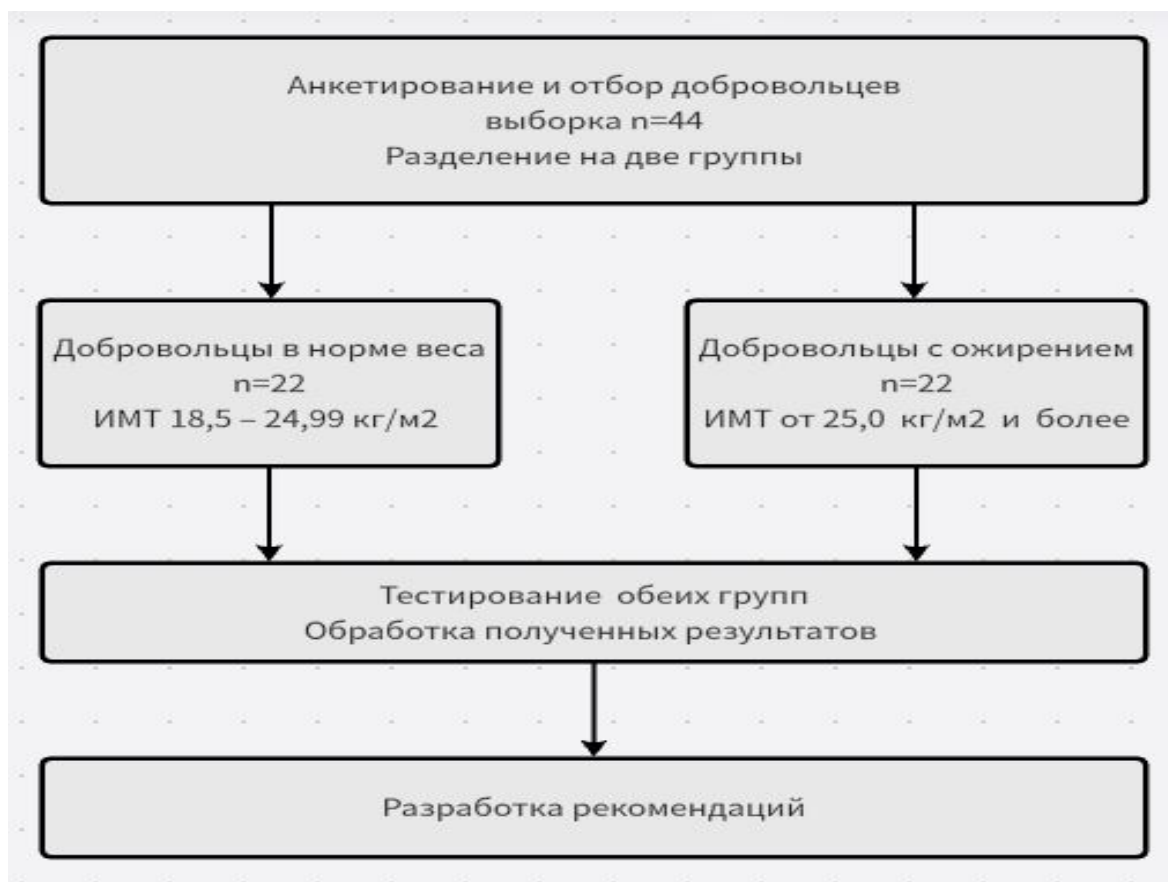 Анкетирование и отбор добровольцев
выборка n=44
Разделение на две группы
Добровольцы в норме веса
n=22
ИМТ 18,5 – 24,99 кг/м2
Добровольцы с ожирением
n=22
ИМТ от 25,0 кг/м2 и более
Тестирование обеих групп
Обработка полученных результатов
Разработка рекомендаций